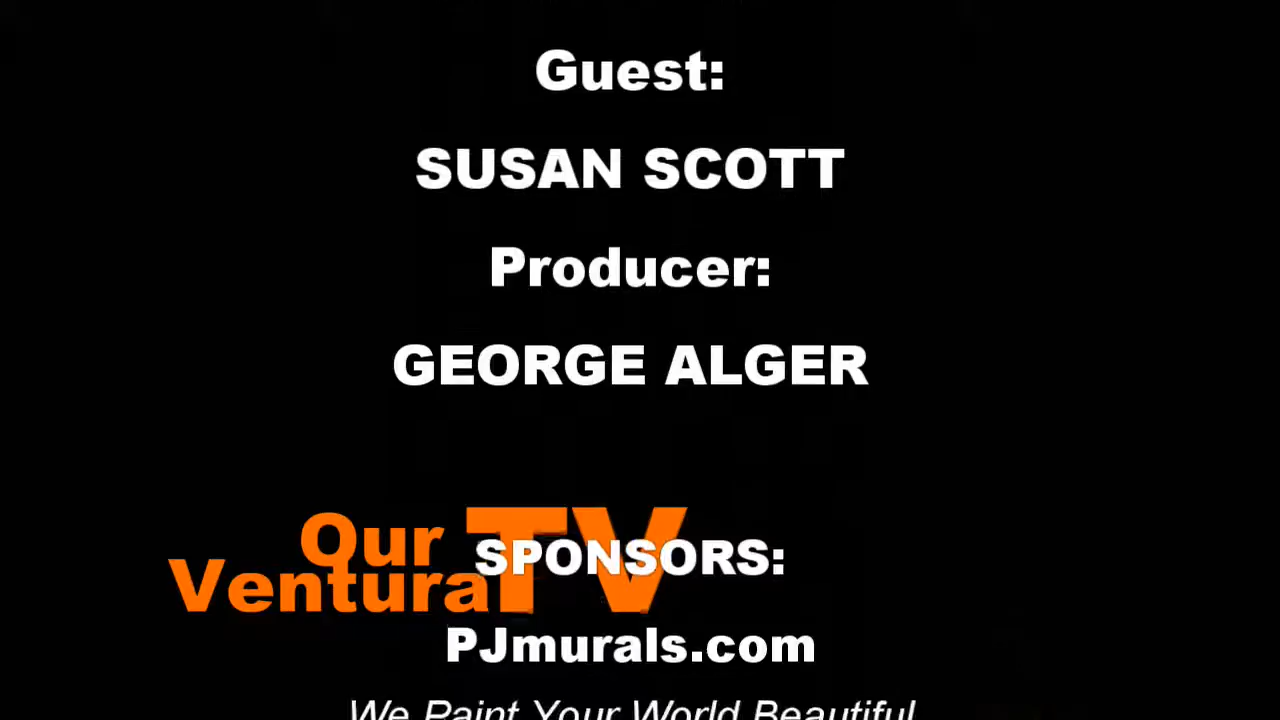 Guest:
SUSAN SCOTT
Producer:
GEORGE ALGER
Our
Ventura TV
SPONSORS:
PJmurals.com
We Paint Your World Beautiful